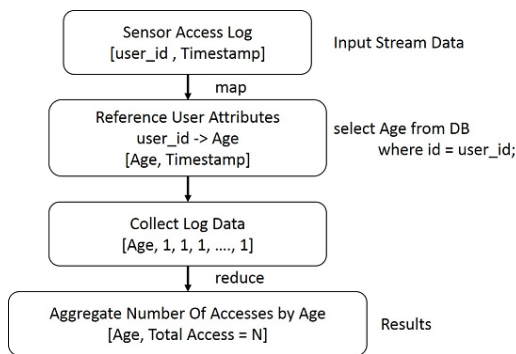 Sensor Access Log
[user_id , Timestamp]
Input Stream Data
map
Reference User Attributes
user_id -> Age
[Age, Timestamp]
select Age from DB
where id = user_id;
Collect Log Data
[Age, 1, 1, 1, ...., 1]
reduce
Aggregate Number Of Accesses by Age
[Age, Total Access = N]
Results